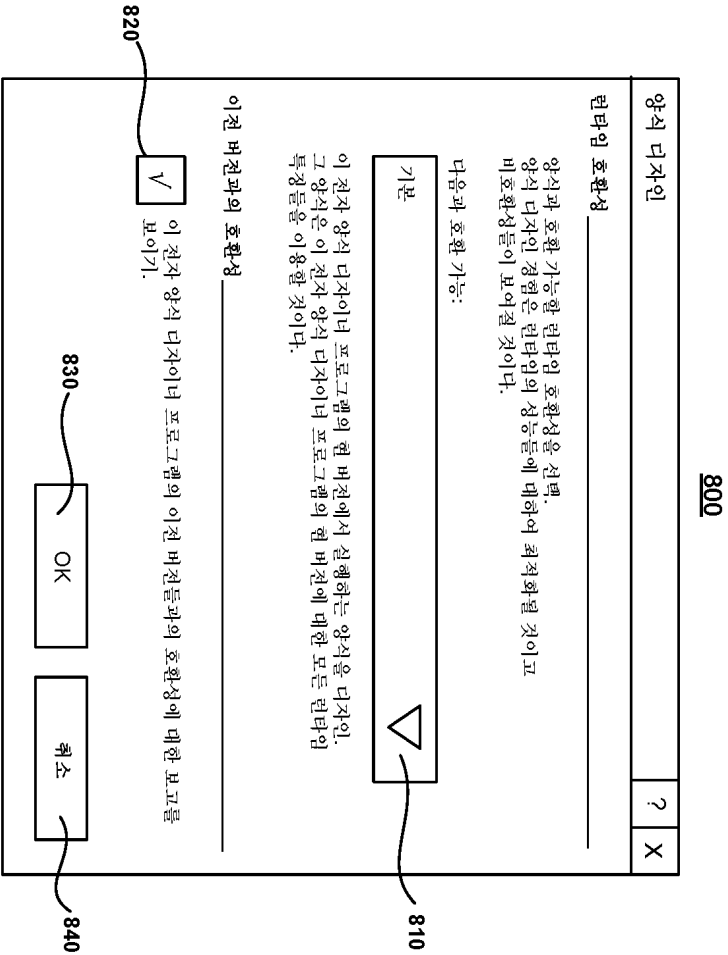 800
양식 디자인
?
X
런타임 호환성
양식과 호환 가능할 런타임 호환성을 선택.
양식 디자인 경험은 런타임의 성능들에 대하여 최적화될 것이고
비호환성들이 보여질 것이다.
다음과 호환 가능:
기본
810
이 전자 양식 디자이너 프로그램의 현 버전에서 실행하는 양식을 디자인.
그 양식은 이 전자 양식 디자이너 프로그램의 현 버전에 대한 모든 런타임
특징들을 이용할 것이다.
이전 버전과의 호환성
820
√
이 전자 양식 디자이너 프로그램의 이전 버전들과의 호환성에 대한 보고를
보이기.
830
OK
취소
840